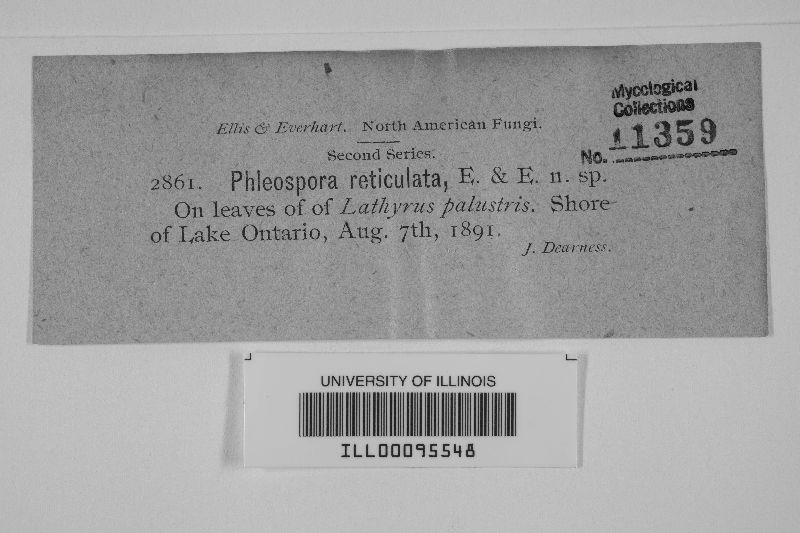 Mycological
Collections
No. 11359
Ellis & Everhart. North American Fungi.
Second Series.
2861. Phleospora reticulata, E. & E. n. sp.
On leaves of of Lathyrus palustris. Shore
of Lake Ontario, Aug. 7th, 1891.
J. Dearness.
UNIVERSITY OF ILLINOIS
ILL00095548